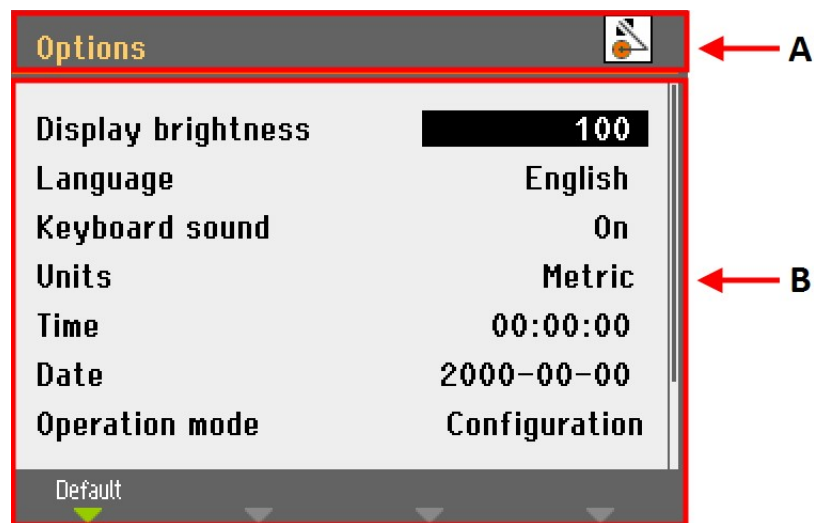 Options
A
Display brightness 100
Language English
Keyboard sound On
Units Metric
B
Time 00:00:00
Date 2000-00-00
Operation mode Configuration
Default